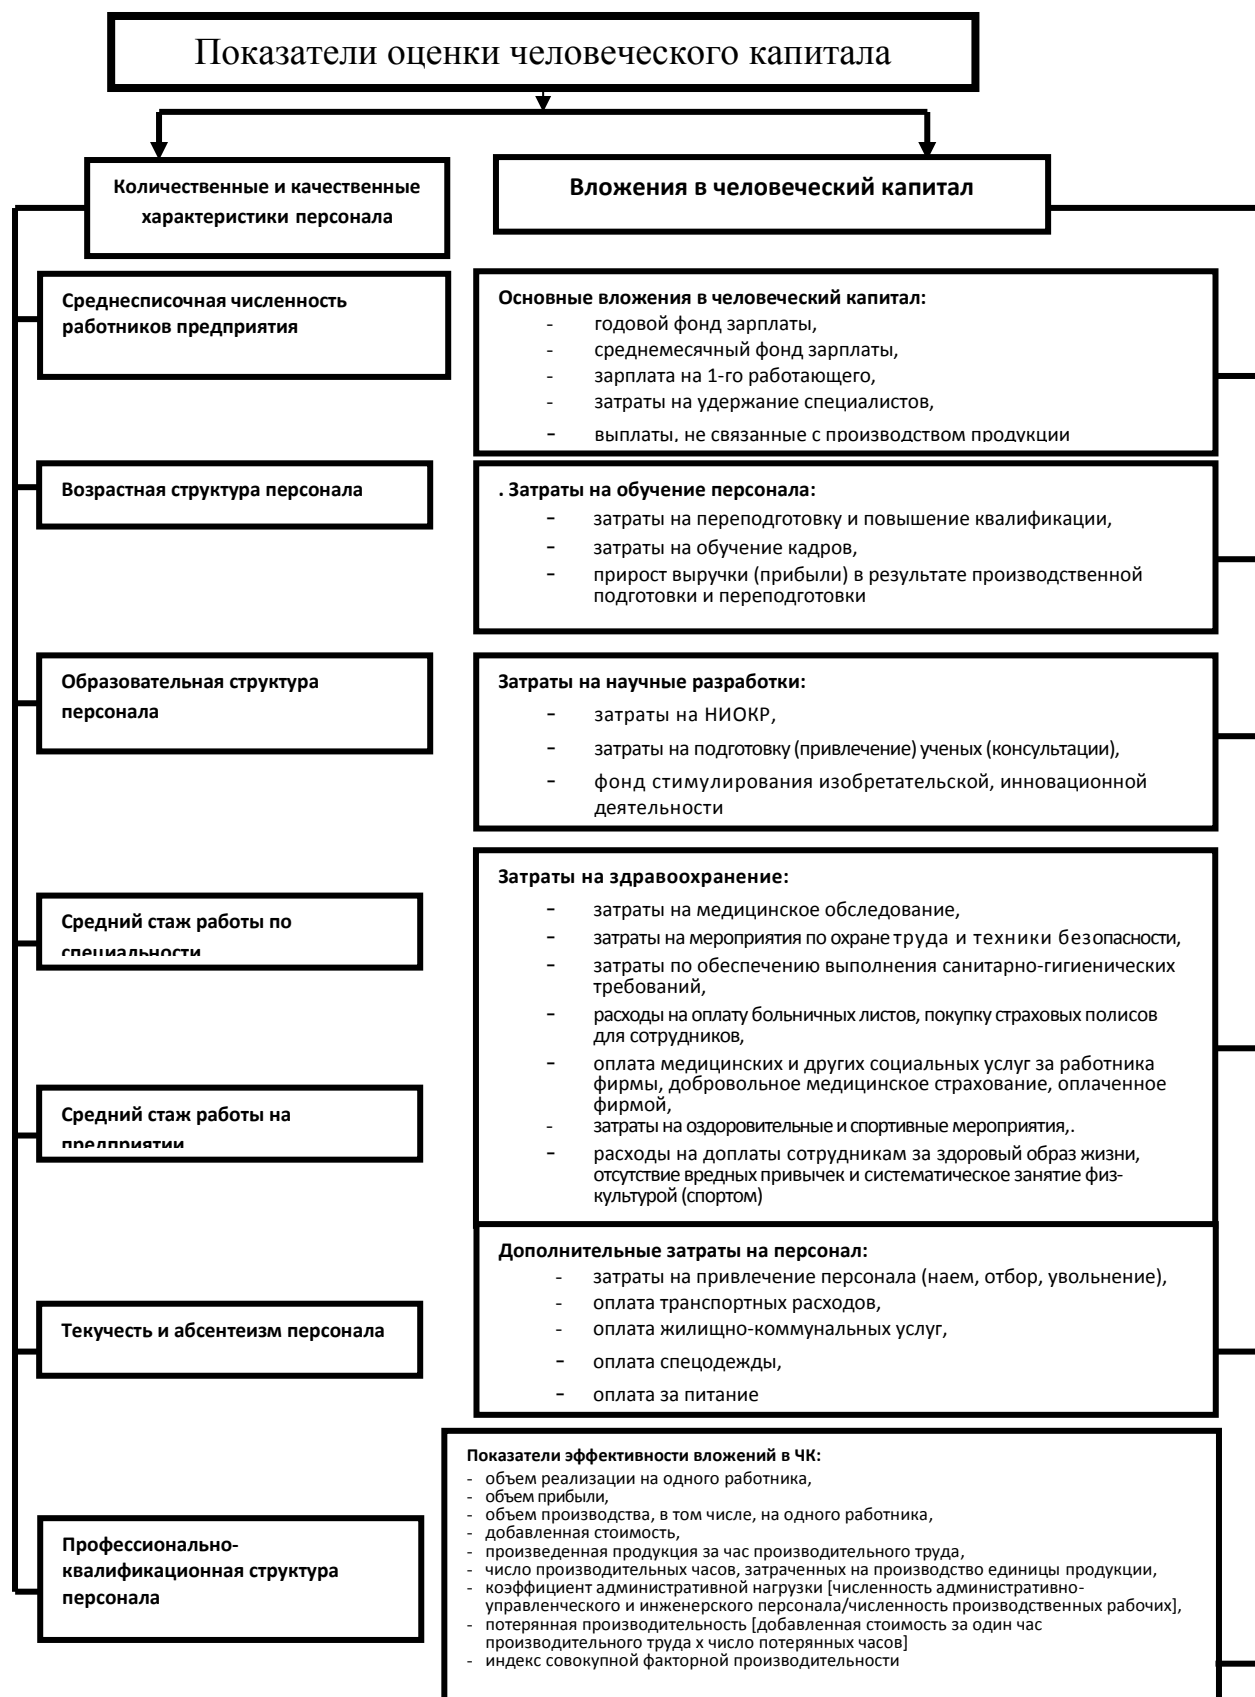 Показатели оценки человеческого капитала
Количественные и качественные
характеристики персонала
Вложения в человеческий капитал
Среднесписочная численность
работников предприятия
Возрастная структура персонала
Образовательная структура
персонала
Средний стаж работы по
специальности
Средний стаж работы на
предприятии
Текучесть и абсентеизм персонала
Профессионально-
квалификационная структура
персонала
Основные вложения в человеческий капитал:
- годовой фонд зарплаты,
- среднемесячный фонд зарплаты,
- зарплата на 1-го работающего,
- затраты на удержание специалистов,
- выплаты, не связанные с производством продукции
. Затраты на обучение персонала:
- затраты на переподготовку и повышение квалификации,
- затраты на обучение кадров,
- прирост выручки (прибыли) в результате производственной
подготовки и переподготовки
Затраты на научные разработки:
- затраты на НИОКР,
- затраты на подготовку (привлечение) ученых (консультации),
- фонд стимулирования изобретательской, инновационной
деятельности
Затраты на здравоохранение:
- затраты на медицинское обследование,
- затраты на мероприятия по охране труда и техники безопасности,
- затраты по обеспечению выполнения санитарно-гигиенических
требований,
- расходы на оплату больничных листов, покупку страховых полисов
для сотрудников,
- оплата медицинских и других социальных услуг за работника
фирмы, добровольное медицинское страхование, оплаченное
фирмой,
- затраты на оздоровительные и спортивные мероприятия,.
- расходы на доплаты сотрудникам за здоровый образ жизни,
отсутствие вредных привычек и систематическое занятие физ-
культурой (спортом)
Дополнительные затраты на персонал:
- затраты на привлечение персонала (наем, отбор, увольнение),
- оплата транспортных расходов,
- оплата жилищно-коммунальных услуг,
- оплата спецодежды,
- оплата за питание
Показатели эффективности вложений в ЧК:
- объем реализации на одного работника,
- объем прибыли,
- объем производства, в том числе, на одного работника,
- добавленная стоимость,
- произведенная продукция за час производительного труда,
- число производительных часов, затраченных на производство единицы продукции,
- коэффициент административной нагрузки [численность административно-
управленческого и инженерского персонала/численность производственных рабочих],
- потерянная производительность [добавленная стоимость за один час
производительного труда х число потерянных часов]
- индекс совокупной факторной производительности